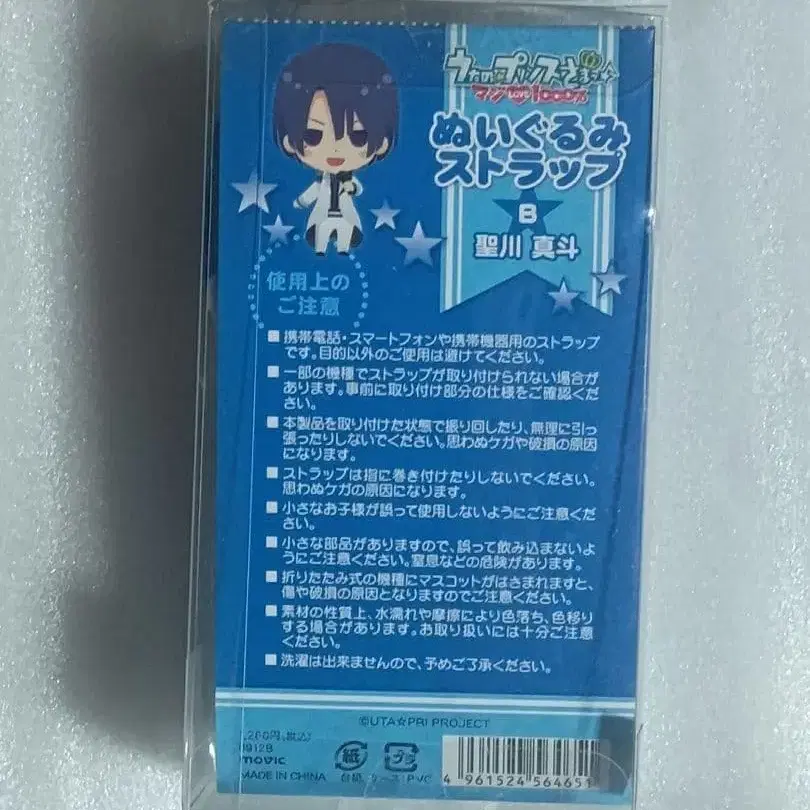 うたの☆プリンスさまっ♪
マジLOVE1000%
ぬいぐるみ
ストラップ
B
聖川 真斗
使用上の
ご注意
■携帯電話・スマートフォンや携帯機器用のストラップ
です。目的以外のご使用は避けてください。
■一部の機種でストラップが取り付けられない場合が
あります。事前に取り付け部分の仕様をご確認くだ
さい。
■本製品を取り付けた状態で振り回したり、無理に引っ
張ったりしないでください。思わぬケガや破損の原因
になります。
■ストラップは指に巻き付けたりしないでください。
思わぬケガの原因になります。
■小さなお子様が誤って使用しないようにご注意くだ
さい。
■小さな部品がありますので、誤って飲み込まないよ
うにご注意ください。窒息などの危険があります。
■折りたたみ式の機種にマスコットがはさまれますと、
傷や破損の原因となりますのでご注意ください。
■素材の性質上、水濡れや摩擦により色落ち、色移り
する場合があります。お取り扱いには十分ご注意
ください。
■洗濯は出来ませんので、予めご了承ください。
©UTA☆PRI PROJECT
1,200円(税込)
0912B
movic
MADE IN CHINA
紙
プラ
台紙 ケース:PVC
4 961524 564651